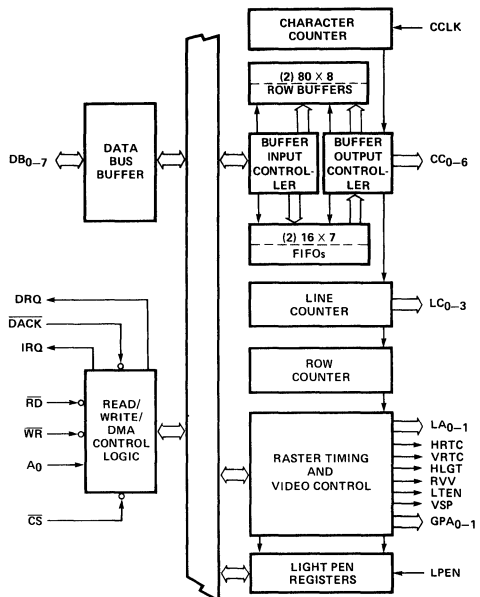 CHARACTER
COUNTER
CCLK
(2) 80 X 8
ROW BUFFERS
DB0–7
DATA
BUS
BUFFER
BUFFER
INPUT
CONTROL-
LER
BUFFER
OUTPUT
CONTROL-
LER
CC0–6
(2) 16 X 7
FIFOs
DRQ
DACK
IRQ
LINE
COUNTER
LC0–3
ROW
COUNTER
RD
WR
A0
CS
READ/
WRITE/
DMA
CONTROL
LOGIC
RASTER TIMING
AND
VIDEO CONTROL
LA0–1
HRTC
VRTC
HLGT
RVV
LTEN
VSP
GPA0–1
LIGHT PEN
REGISTERS
LPEN